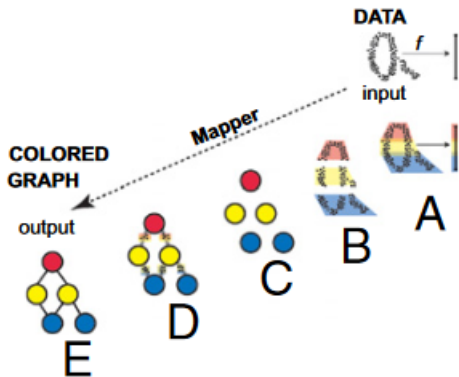 DATA
f
input
Mapper
COLORED
GRAPH
output
A
B
C
D
E